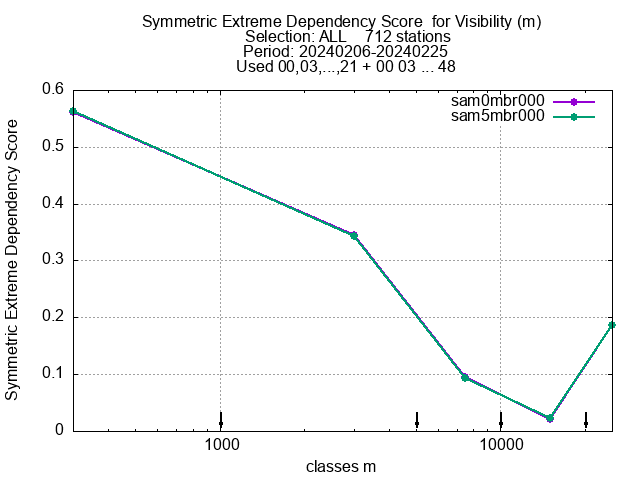 Symmetric Extreme Dependency Score  for Visibility (m)
Selection: ALL    712 stations
Period: 20240206-20240225
Used 00,03,...,21 + 00 03 ... 48
sam0mbr000
sam5mbr000
Symmetric Extreme Dependency Score
0.6
0.5
0.4
0.3
0.2
0.1
0
1000
10000
classes m